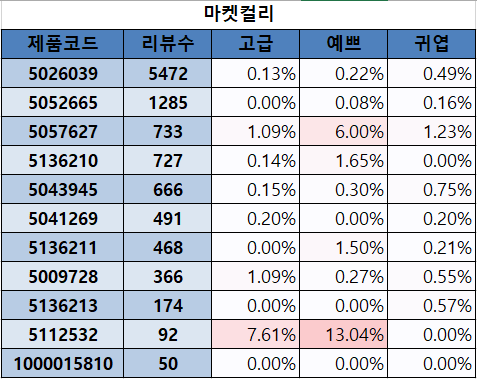 마켓컬리
제품코드 리뷰수 고급 예쁘 귀엽
5026039 5472 0.13% 0.22% 0.49%
5052665 1285 0.00% 0.08% 0.16%
5057627 733 1.09% 6.00% 1.23%
5136210 727 0.14% 1.65% 0.00%
5043945 666 0.15% 0.30% 0.75%
5041269 491 0.20% 0.00% 0.20%
5136211 468 0.00% 1.50% 0.21%
5009728 366 1.09% 0.27% 0.55%
5136213 174 0.00% 0.00% 0.57%
5112532 92 7.61% 13.04% 0.00%
1000015810 50 0.00% 0.00% 0.00%